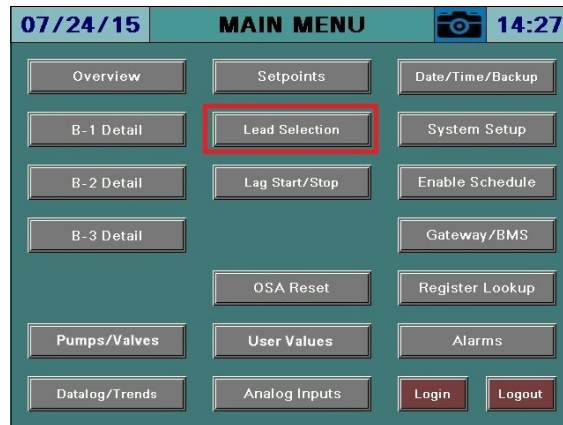 07/24/15 MAIN MENU 14:27
Overview Setpoints Date/Time/Backup
B-1 Detail Lead Selection System Setup
B-2 Detail Lag Start/Stop Enable Schedule
B-3 Detail Gateway/BMS
OSA Reset Register Lookup
Pumps/Valves User Values Alarms
Datalog/Trends Analog Inputs Login Logout